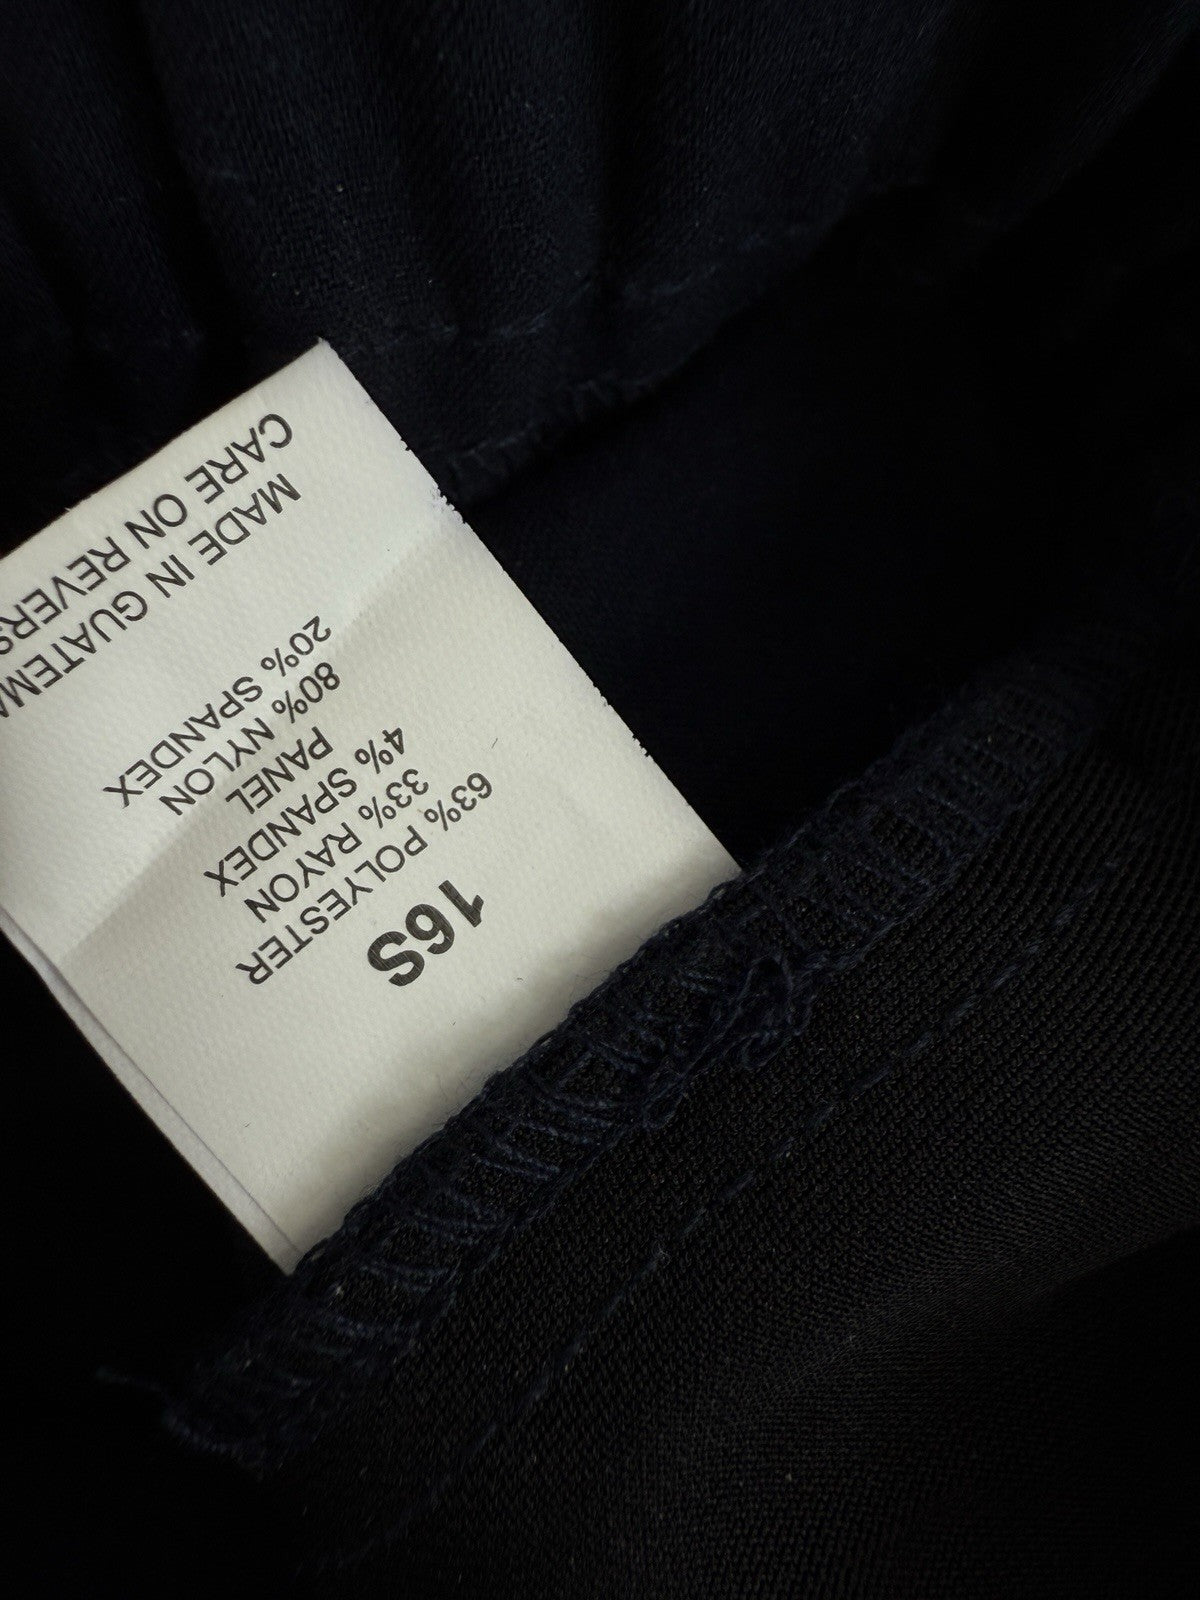 16S
63% POLYESTER
33% RAYON
4% SPANDEX
PANEL
80% NYLON
20% SPANDEX
MADE IN GUATEMA
CARE ON REVERS